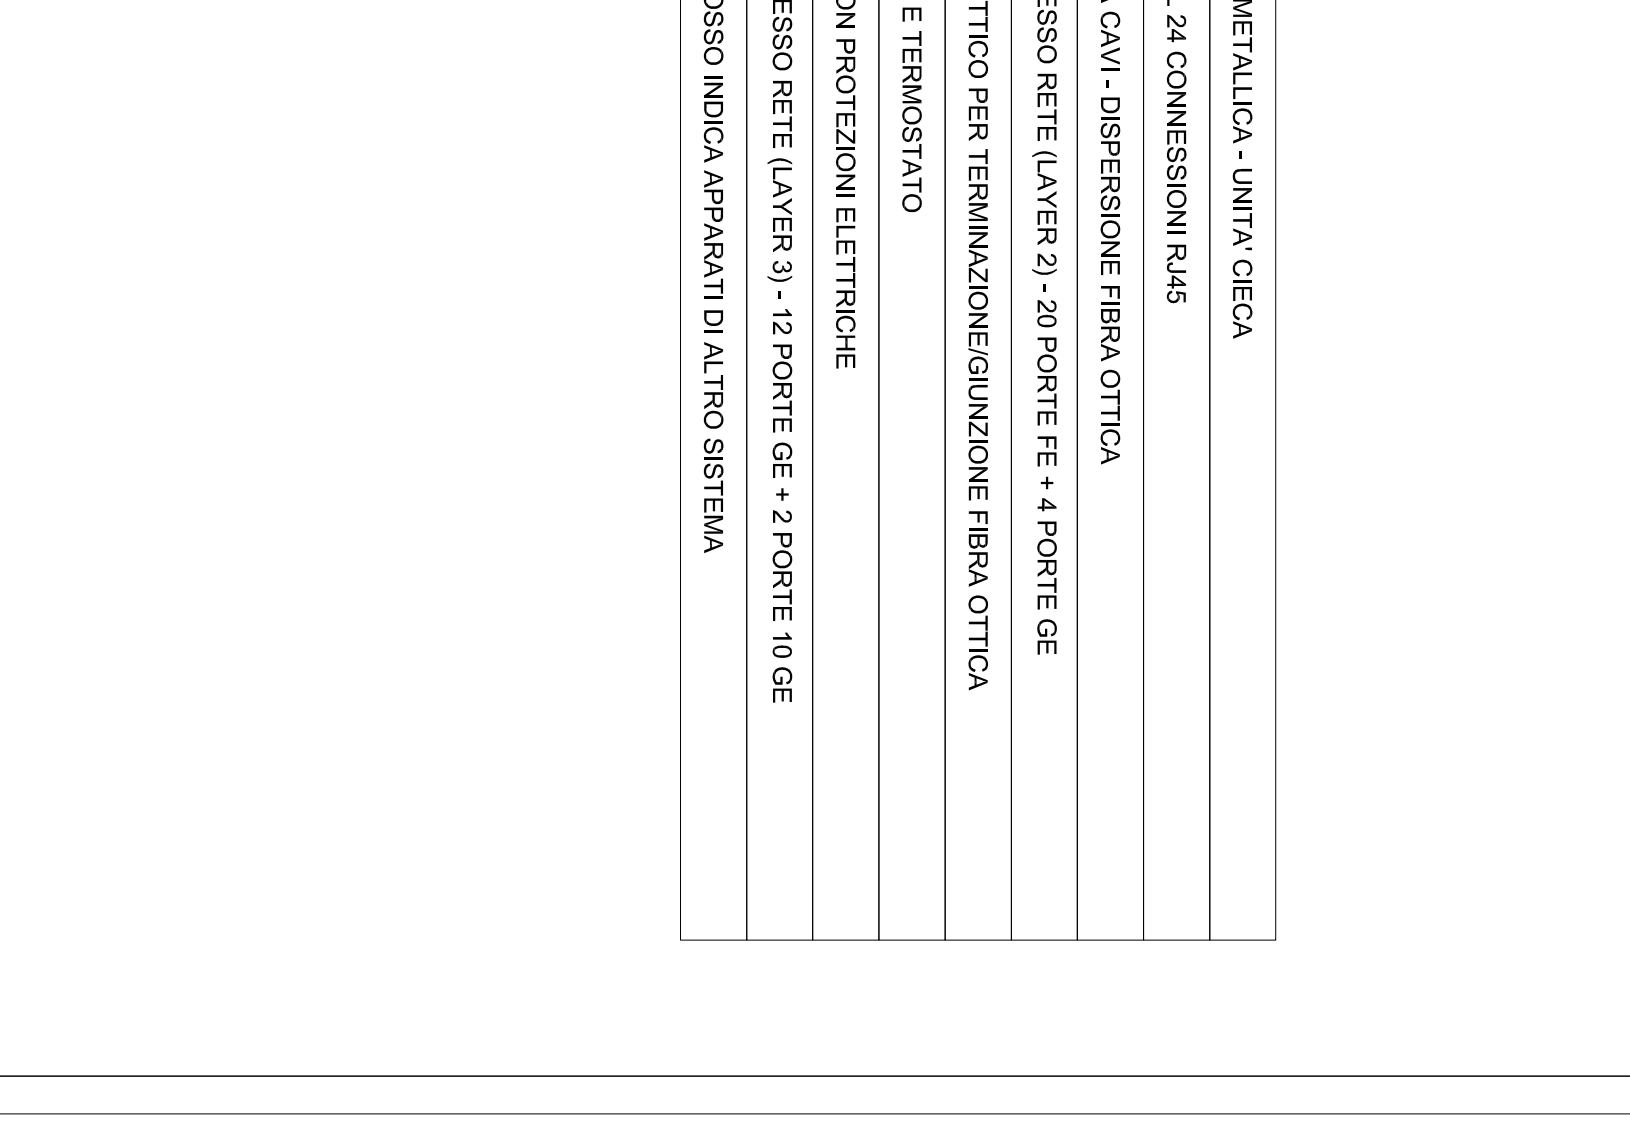 METALLICA - UNITA' CIECA
24 CONNESSIONI RJ45
A CAVI - DISPERSIONE FIBRA OTTICA
ESSO RETE (LAYER 2) - 20 PORTE FE + 4 PORTE GE
TTICO PER TERMINAZIONE/GIUNZIONE FIBRA OTTICA
E TERMOSTATO
ON PROTEZIONI ELETTRICHE
ESSO RETE (LAYER 3) - 12 PORTE GE + 2 PORTE 10 GE
OSSO INDICA APPARATI DI ALTRO SISTEMA